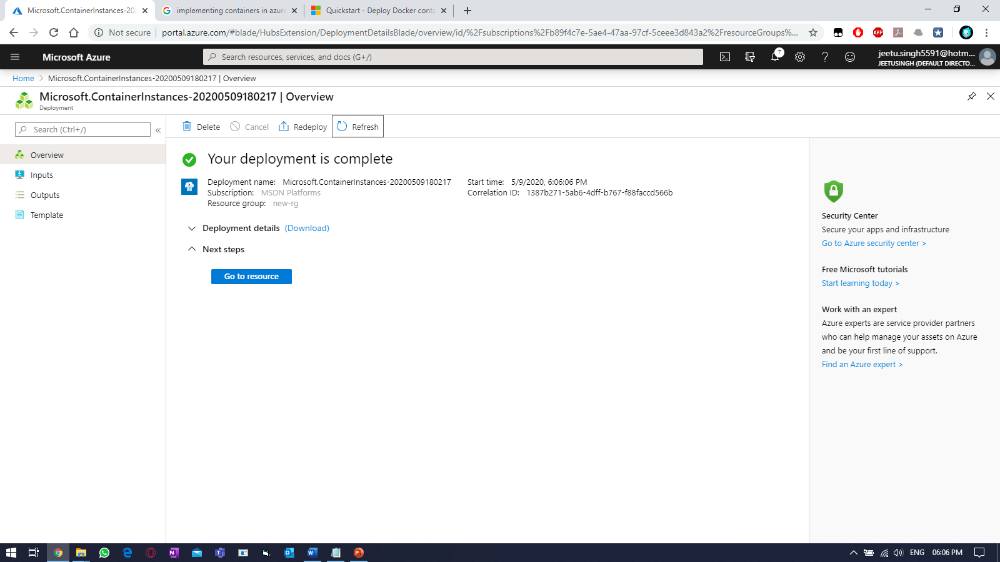 Microsoft.ContainerInstances-202
implementing containers in azure
Quickstart - Deploy Docker conta
Not secure
portal.azure.com/#blade/HubsExtension/DeploymentDetailsBlade/overview/id/%2Fsubscriptions%2Fb89f4c7e-5ae4-47aa-97cf-5ceee3d843a2%2FresourceGroups%...
ABP
Microsoft Azure
Search resources, services, and docs (G+/)
7
jeetu.singh5591@hotm...
JEETUSINGH (DEFAULT DIRECTO...
Home > Microsoft.ContainerInstances-20200509180217 | Overview
Microsoft.ContainerInstances-20200509180217 | Overview
Deployment
Search (Ctrl+/)
«
Overview
Inputs
Outputs
Template
Delete
Cancel
Redeploy
Refresh
Your deployment is complete
Deployment name: Microsoft.ContainerInstances-20200509180217
Subscription: MSDN Platforms
Resource group: new-rg
Start time: 5/9/2020, 6:06:06 PM
Correlation ID: 1387b271-5ab6-4dff-b767-f88faccd566b
Deployment details (Download)
Next steps
Go to resource
Security Center
Secure your apps and infrastructure
Go to Azure security center >
Free Microsoft tutorials
Start learning today >
Work with an expert
Azure experts are service provider partners
who can help manage your assets on Azure
and be your first line of support.
Find an Azure expert >
ENG
06:06 PM